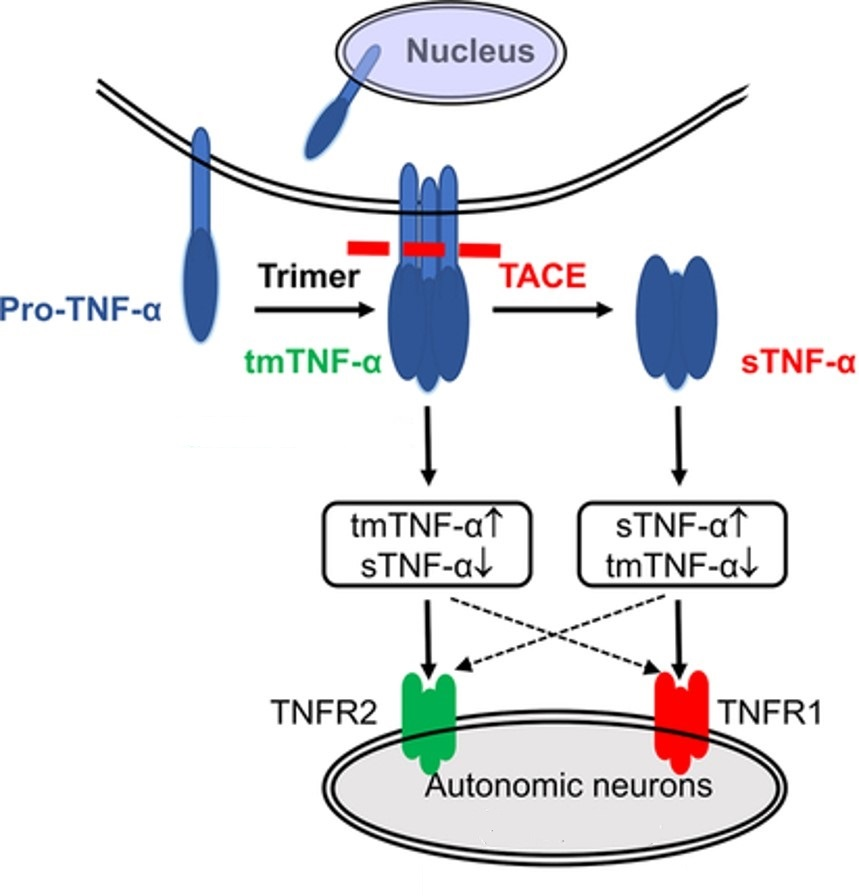 Nucleus
Trimer
TACE
Pro-TNF-α
tmTNF-α
sTNF-α
tmTNF-α↑
sTNF-α↓
sTNF-α↑
tmTNF-α↓
TNFR2
TNFR1
Autonomic neurons